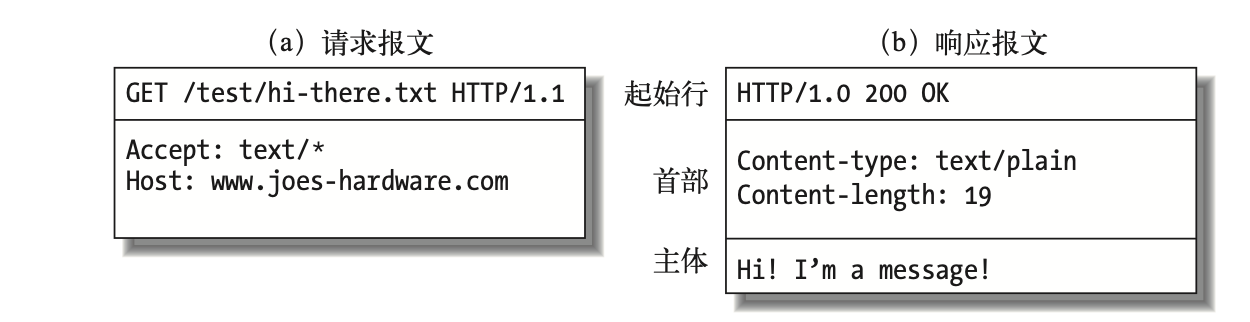 (a) 请求报文
GET /test/hi-there.txt HTTP/1.1
Accept: text/*
Host: www.joes-hardware.com
(b) 响应报文
起始行
HTTP/1.0 200 OK
首部
Content-type: text/plain
Content-length: 19
主体
Hi! I’m a message!